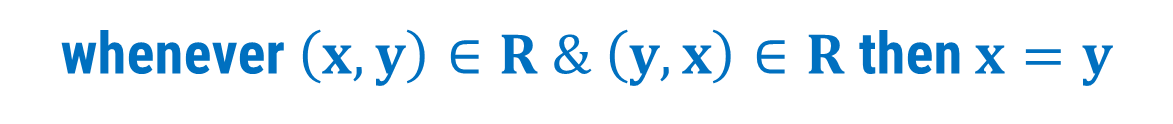 whenever (x, y) ∈ R & (y, x) ∈ R then x = y